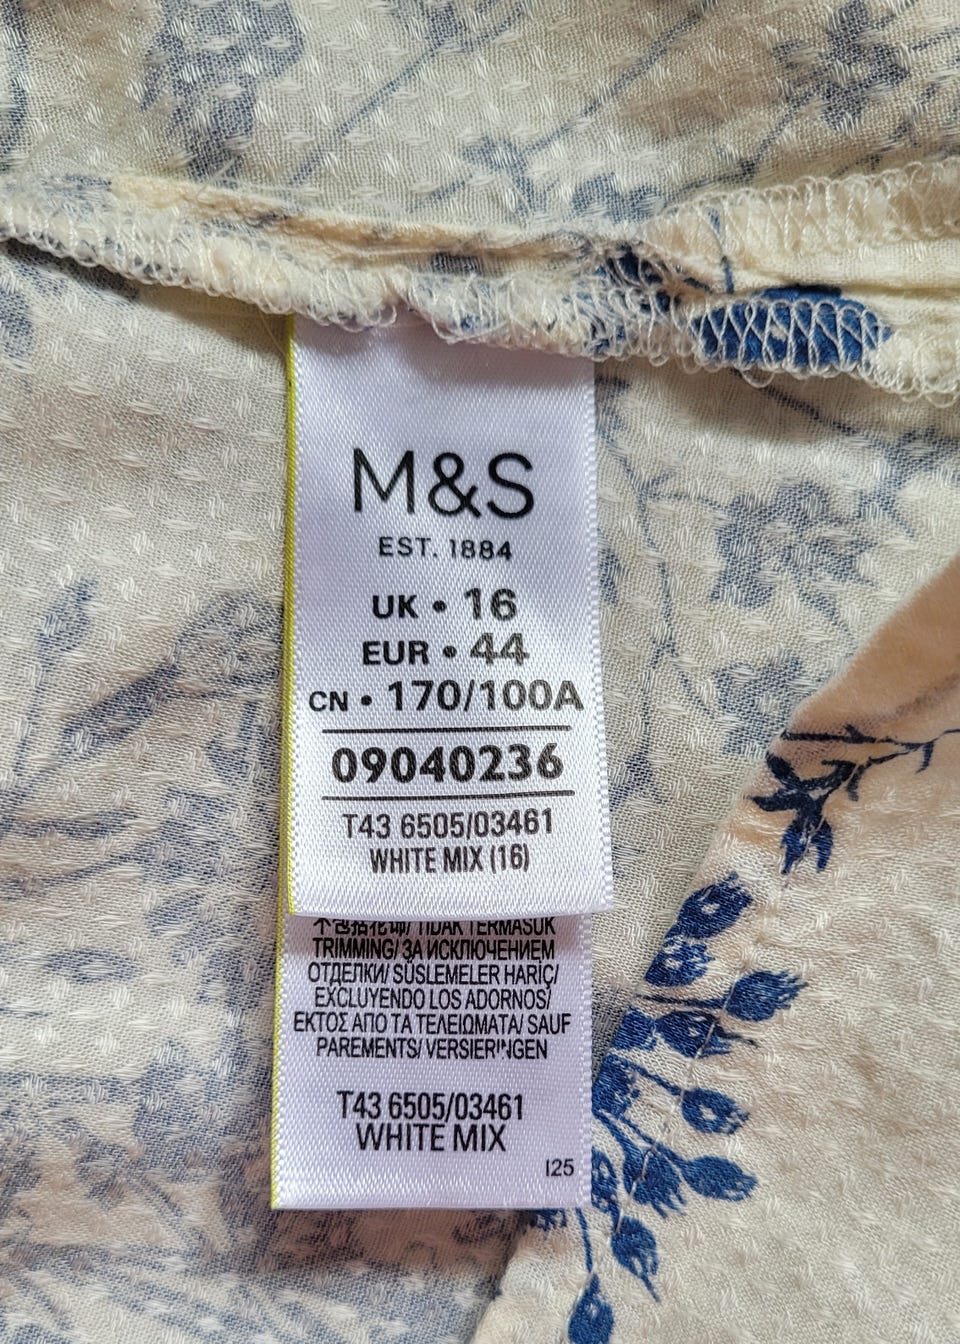 M&S
EST. 1884
UK • 16
EUR • 44
CN • 170/100A
09040236
T43 6505/03461
WHITE MIX (16)
TIDAK TERMASUK
TRIMMING/ ЗА ИСКЛЮЧЕНИЕМ
ОТДЕЛКИ/ SÜSLEMELER HARİÇ/
EXCLUYENDO LOS ADORNOS/
ΕΚΤΟΣ ΑΠΟ ΤΑ ΤΕΛΕΙΩΜΑΤΑ/ SAUF
PAREMENTS/ VERSIERINGEN
T43 6505/03461
WHITE MIX
I25